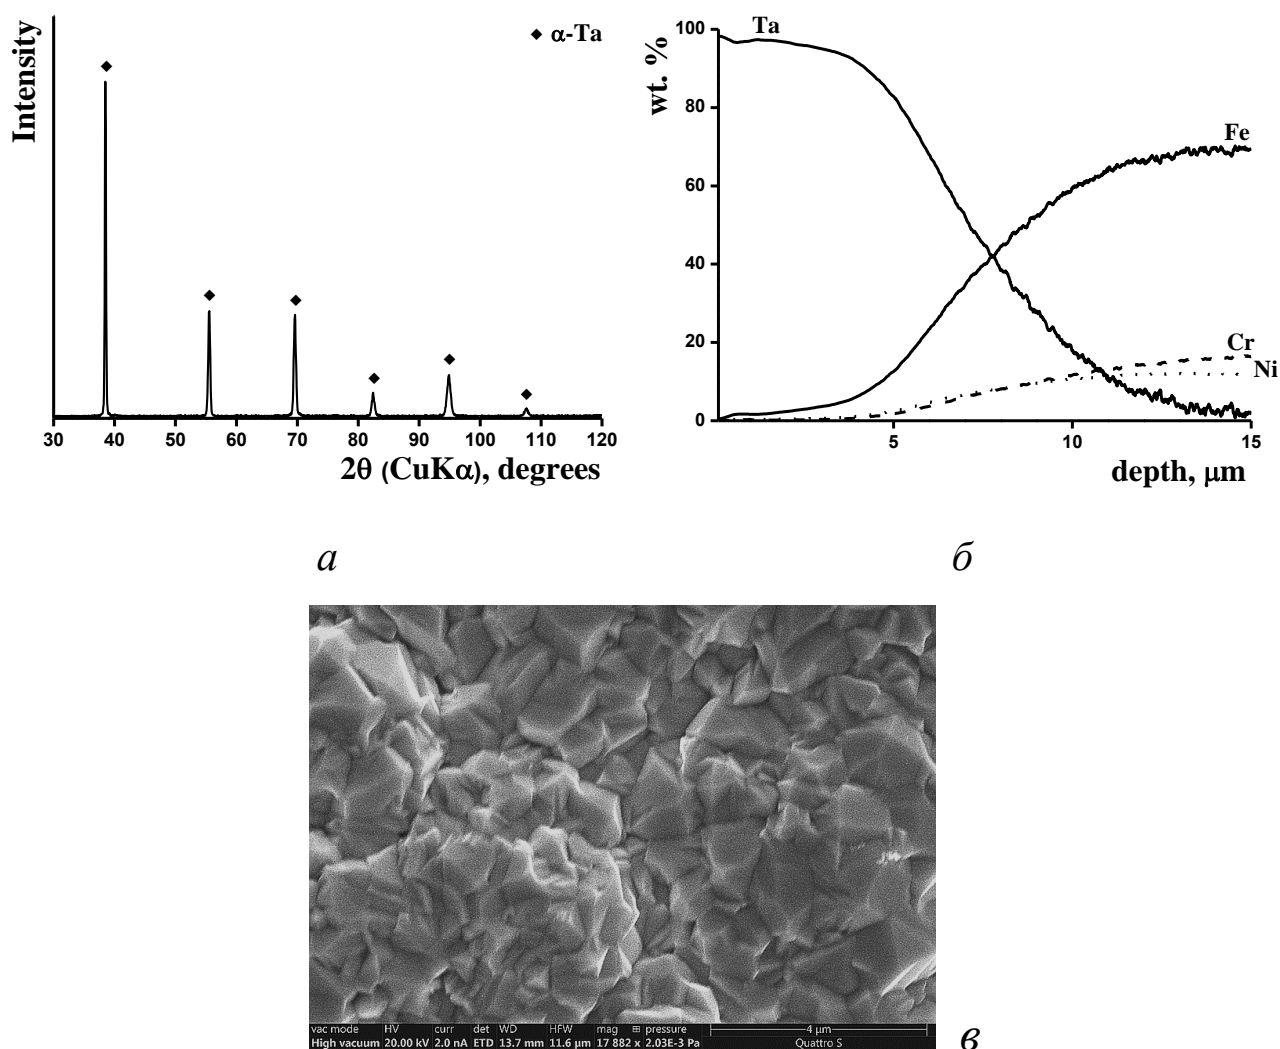 Intensity
◆ α-Ta
30 40 50 60 70 80 90 100 110 120
2θ (CuKα), degrees
wt. %
100
80
60
40
20
0
Ta
Fe
Cr
Ni
5 10 15
depth, μm
а
б
vac mode HV curr det WD HFW mag ⊞ pressure 4 μm
High vacuum 20.00 kV 2.0 nA ETD 13.7 mm 11.6 μm 17 882 x 2.03E-3 Pa Quattro S
в